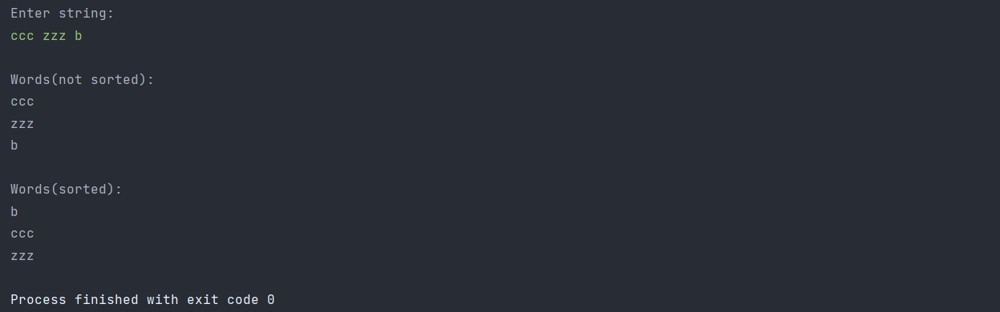 Enter string:
ccc zzz b
Words(not sorted):
ccc
zzz
b
Words(sorted):
b
ccc
zzz
Process finished with exit code 0